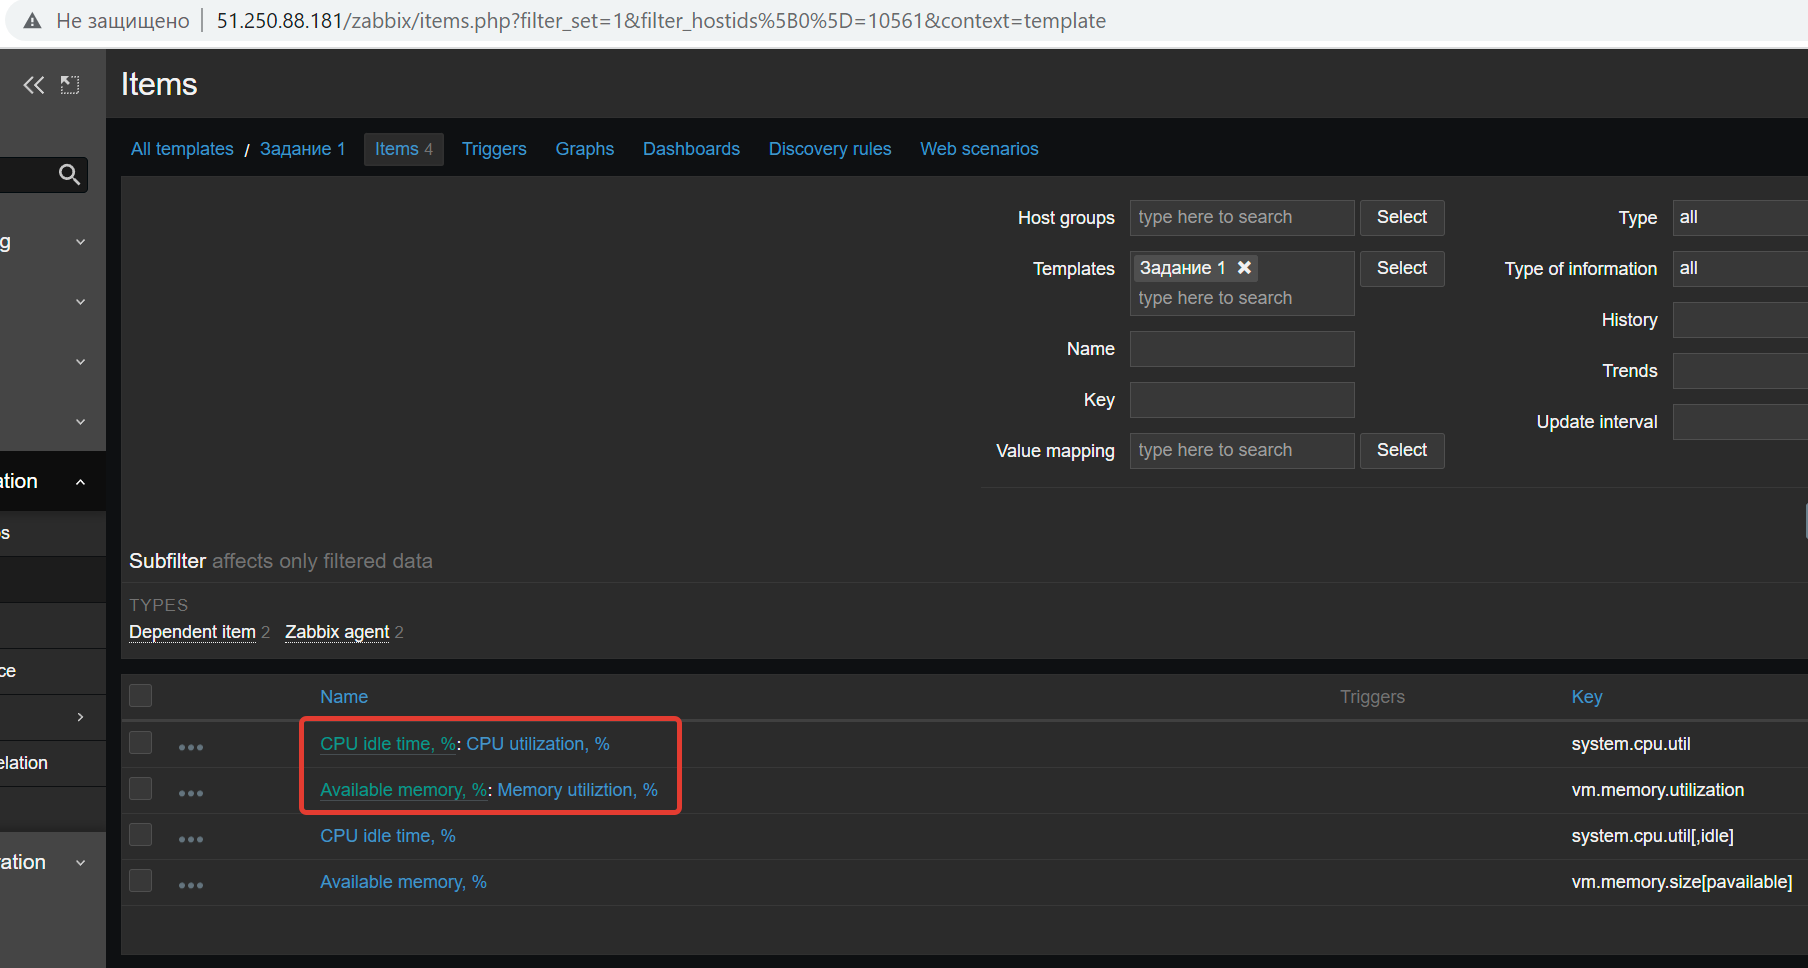 Не защищено | 51.250.88.181/zabbix/items.php?filter_set=1&filter_hostids%5B0%5D=10561&context=template
Items
All templates / Задание 1 Items 4 Triggers Graphs Dashboards Discovery rules Web scenarios
Host groups type here to search Select Type all
g
Templates Задание 1 Select Type of information all
type here to search
History
Name
Trends
Key
Update interval
Value mapping type here to search Select
ation
s
Subfilter affects only filtered data
TYPES
Dependent item 2 Zabbix agent 2
ce
Name Triggers Key
CPU idle time, %: CPU utilization, % system.cpu.util
elation
Available memory, %: Memory utiliztion, % vm.memory.utilization
CPU idle time, % system.cpu.util[,idle]
ration
Available memory, % vm.memory.size[pavailable]